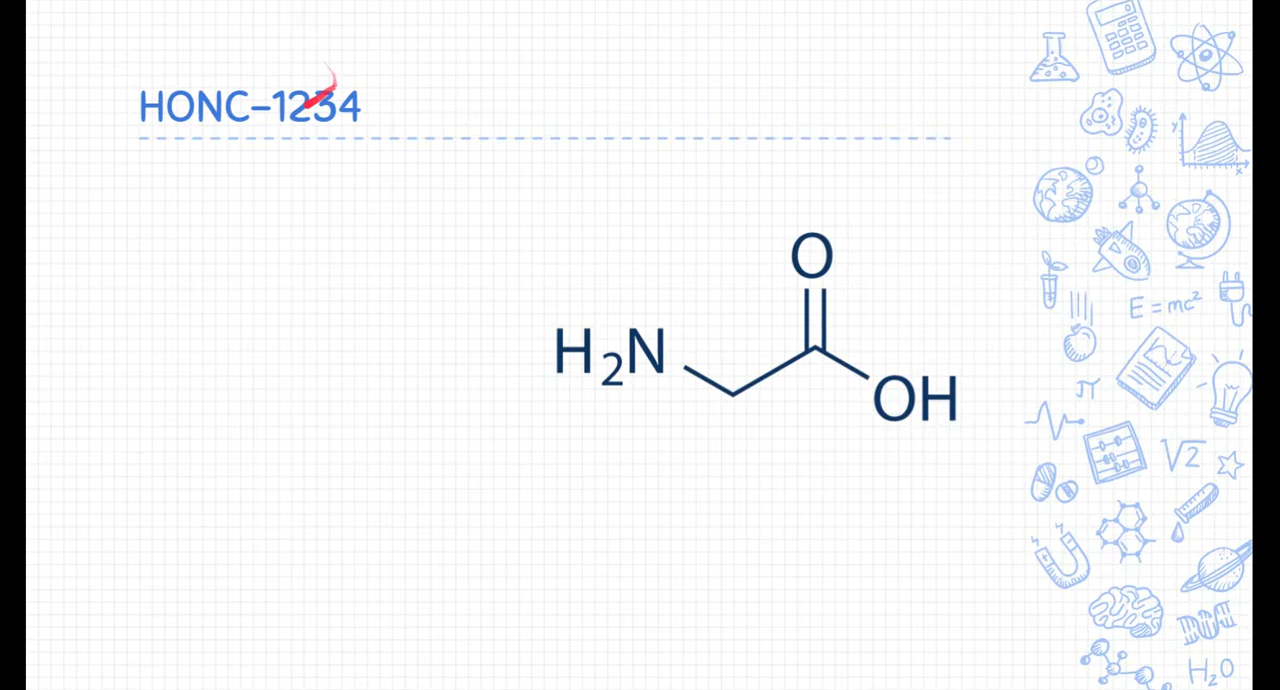 HONC-1234
O
H₂N
OH
y
x
E = mc²
π
√2
H₂O